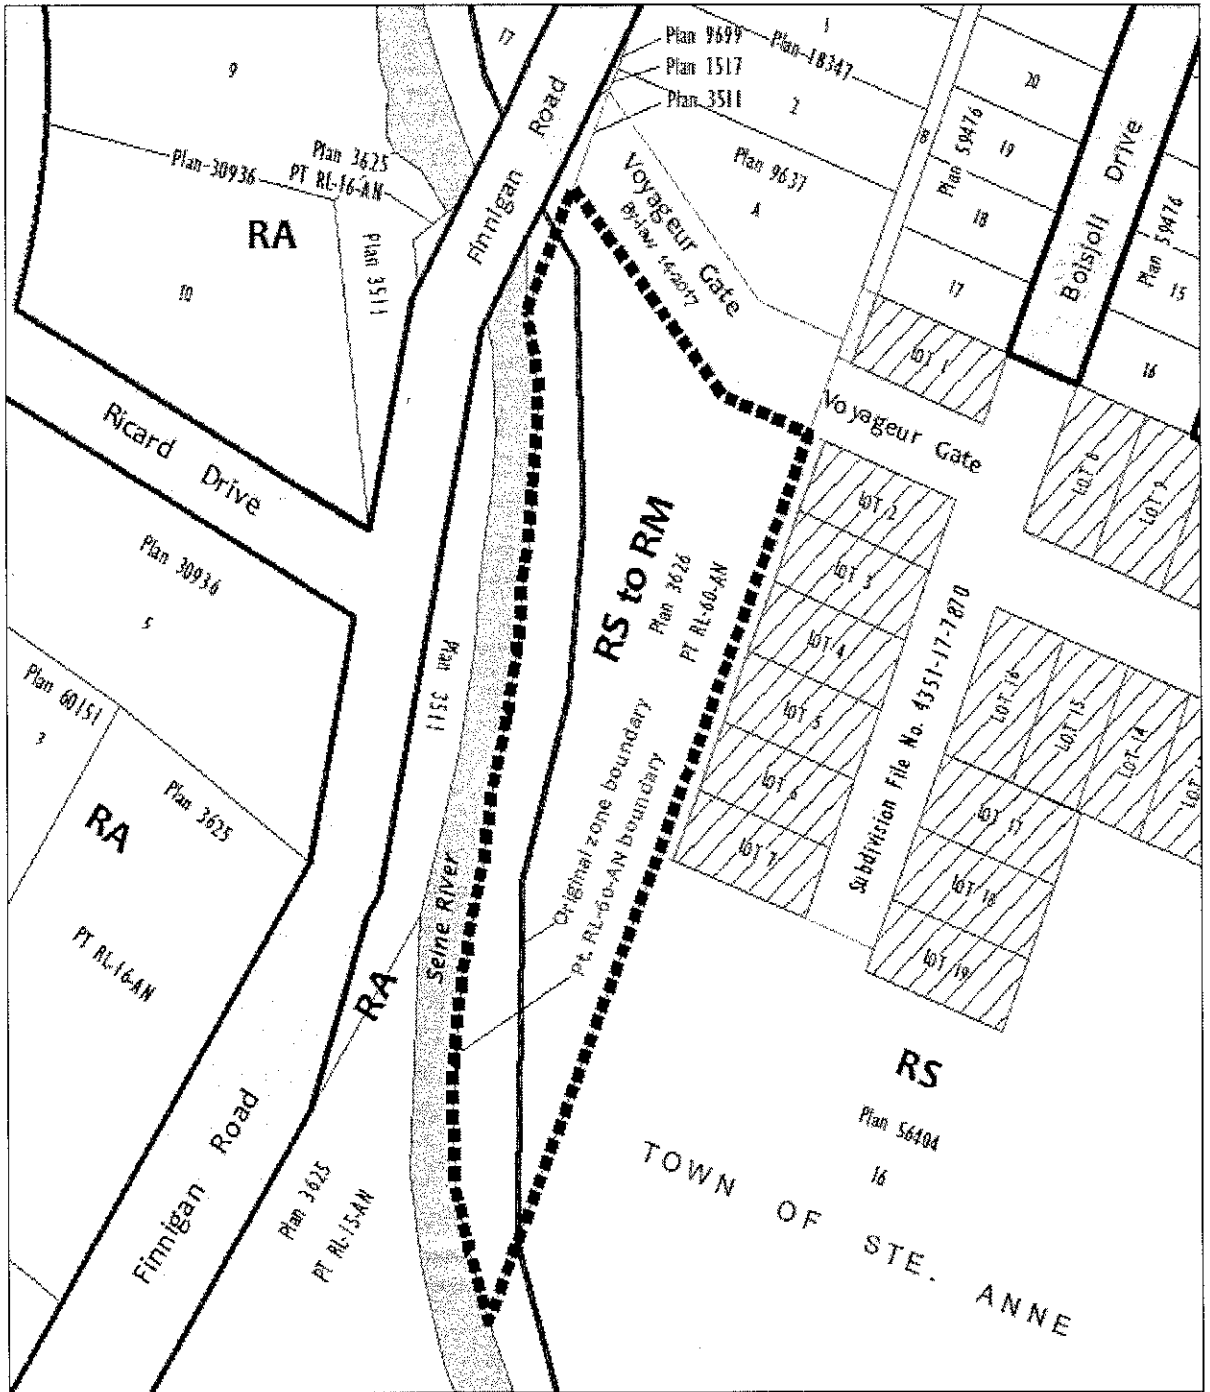 9
17
1
Plan 9699
Plan 18347
Plan 1517
Plan 3511
2
20
Plan 59476
19
8
Drive
Boisjoli
Plan 59476
15
16
18
17
Plan 9637
A
Voyageur Gate
By-law 16/2017
Finnigan Road
Plan 3625
PT RL-16-AN
Plan 30936
RA
10
Plan 3511
Ricard Drive
LOT 1
Voyageur Gate
LOT 8
LOT 9
LOT 2
LOT 3
LOT 4
LOT 5
LOT 6
LOT 7
RS to RM
Plan 3626
PT RL-60-AN
Subdivision File No. 4351-17-7870
LOT 16
LOT 15
LOT 14
LOT
LOT 17
LOT 18
LOT 19
Plan 30936
5
Plan 60151
3
Plan 3625
RA
PT RL-16-AN
Plan 3511
Original zone boundary
Pt. RL-60-AN boundary
Seine River
RA
Finnigan Road
Plan 3625
PT RL-15-AN
RS
Plan 56404
16
TOWN OF STE. ANNE